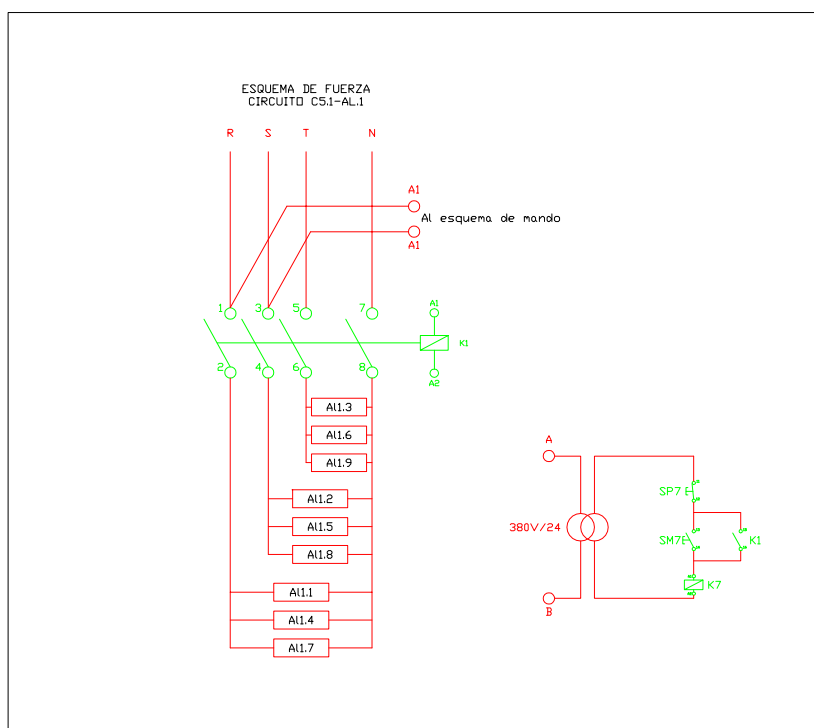 ESQUEMA DE FUERZA
CIRCUITO C5.1-AL.1
R S T N
A1
Al esquema de mando
A1
1 3 5 7
A1
K1
2 4 6 8
A2
Al1.3
Al1.6
Al1.9
Al1.2
Al1.5
Al1.8
Al1.1
Al1.4
Al1.7
A
SP7
380V/24
SM7
K1
K7
B